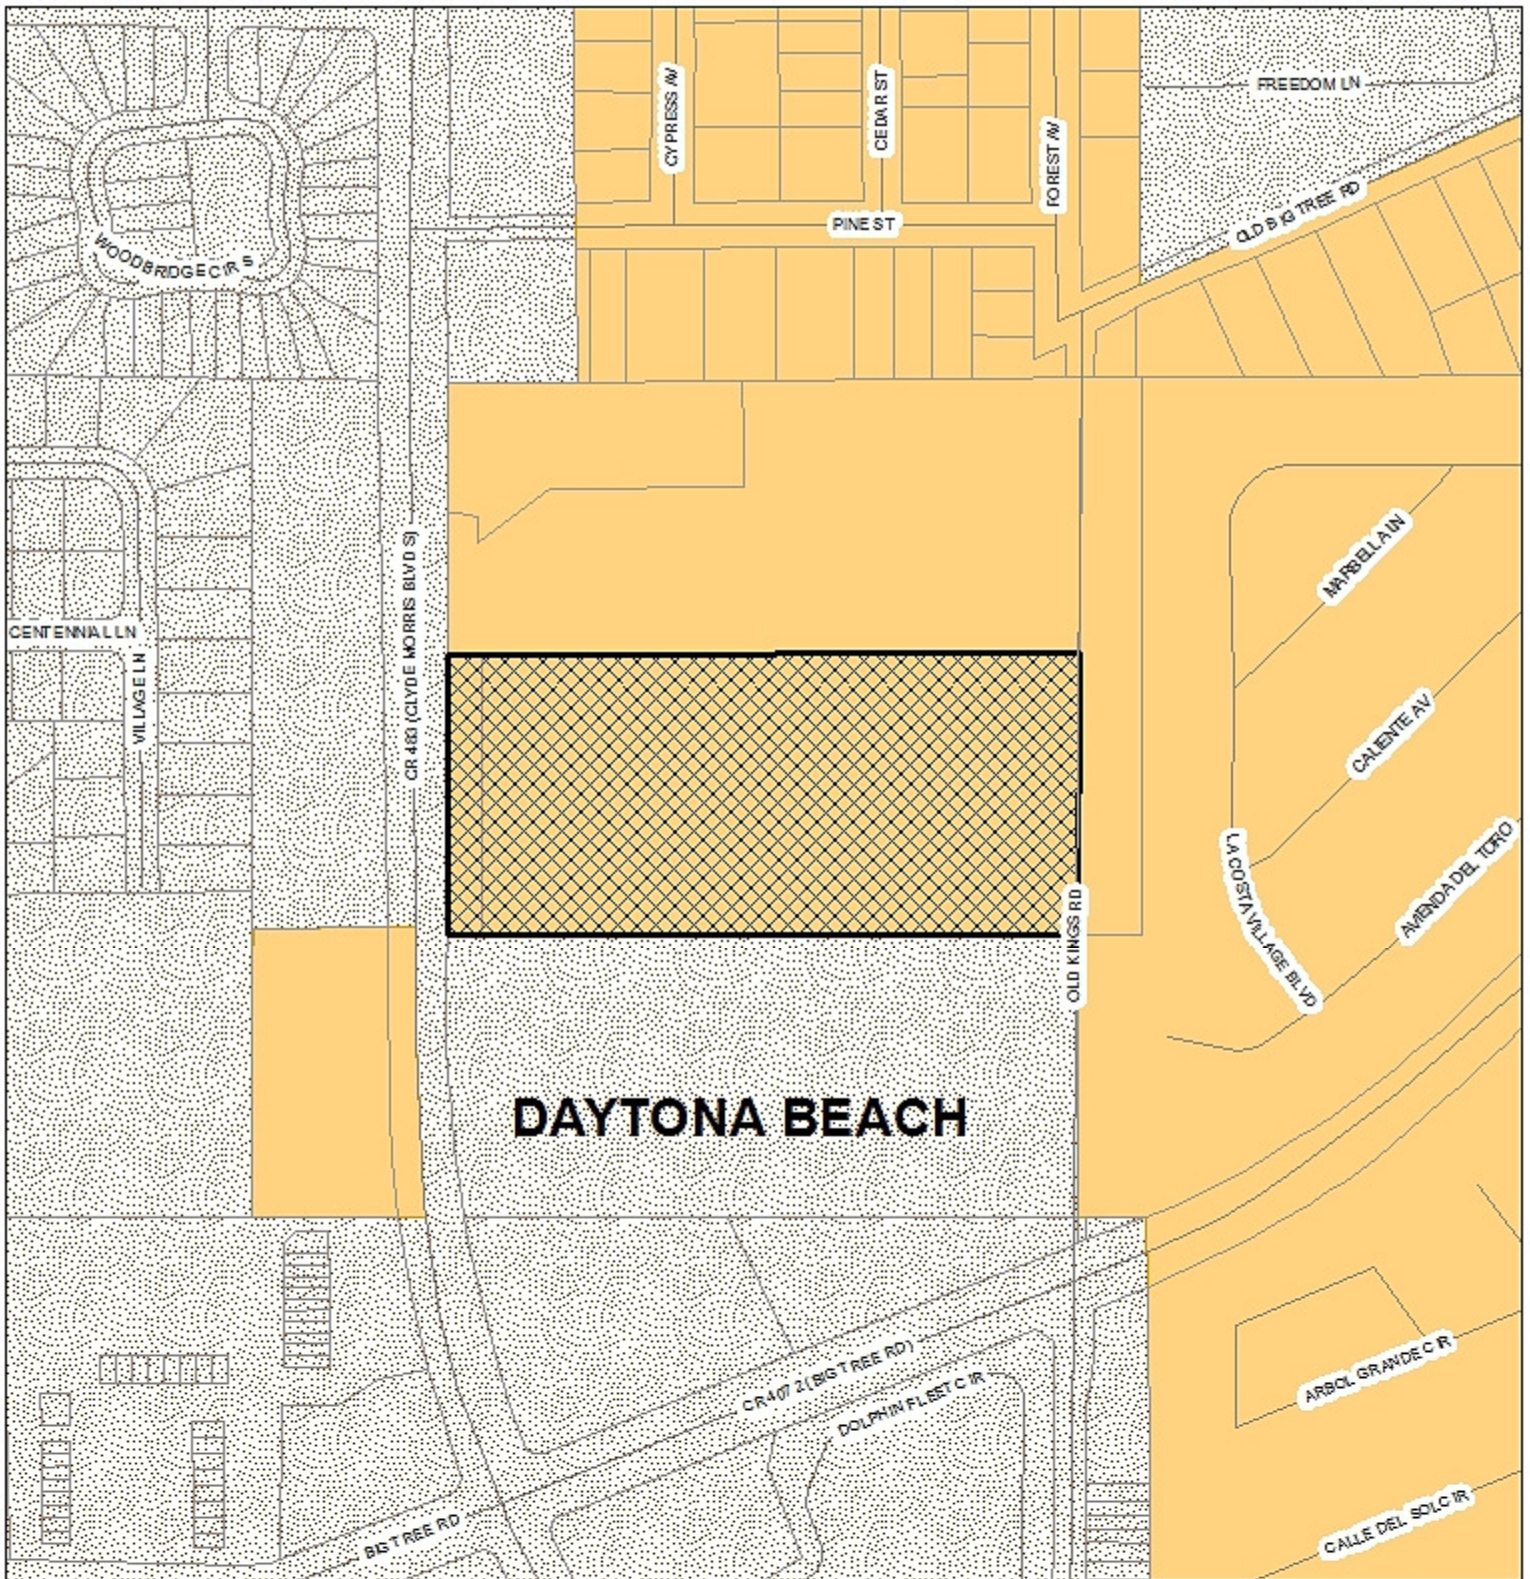 FREEDOM LN
CYPRESS AV
CEDAR ST
FOREST AV
OLD BIG TREE RD
PINE ST
WOODBRIDGE CIR S
MARBELLA LN
CR 483 (CLYDE MORRIS BLVD S)
CENTENNIAL LN
VILLAGE LN
CALIENTE AV
AVIENDA DEL TORO
LA COSTA VILLAGE BLVD
OLD KINGS RD
DAYTONA BEACH
CR 4072 (BIG TREE RD)
DOLPHIN FLEET CIR
ARBOL GRANDE CIR
BIG TREE RD
CALLE DEL SOL CIR